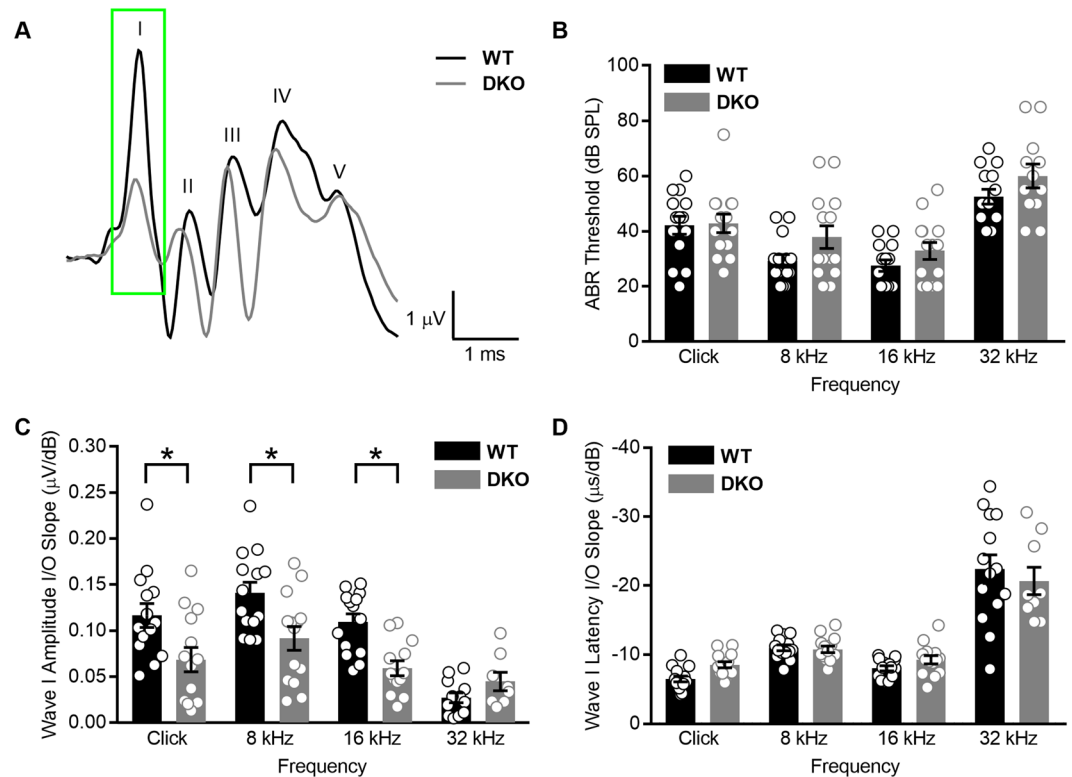 A
I
II
III
IV
V
WT
DKO
1 μV
1 ms
B
ABR Threshold (dB SPL)
100
80
60
40
20
0
WT
DKO
Click
8 kHz
16 kHz
32 kHz
Frequency
C
Wave I Amplitude I/O Slope (μV/dB)
0.30
0.25
0.20
0.15
0.10
0.05
0.00
*
*
*
WT
DKO
Click
8 kHz
16 kHz
32 kHz
Frequency
D
Wave I Latency I/O Slope (μs/dB)
-40
-30
-20
-10
0
WT
DKO
Click
8 kHz
16 kHz
32 kHz
Frequency